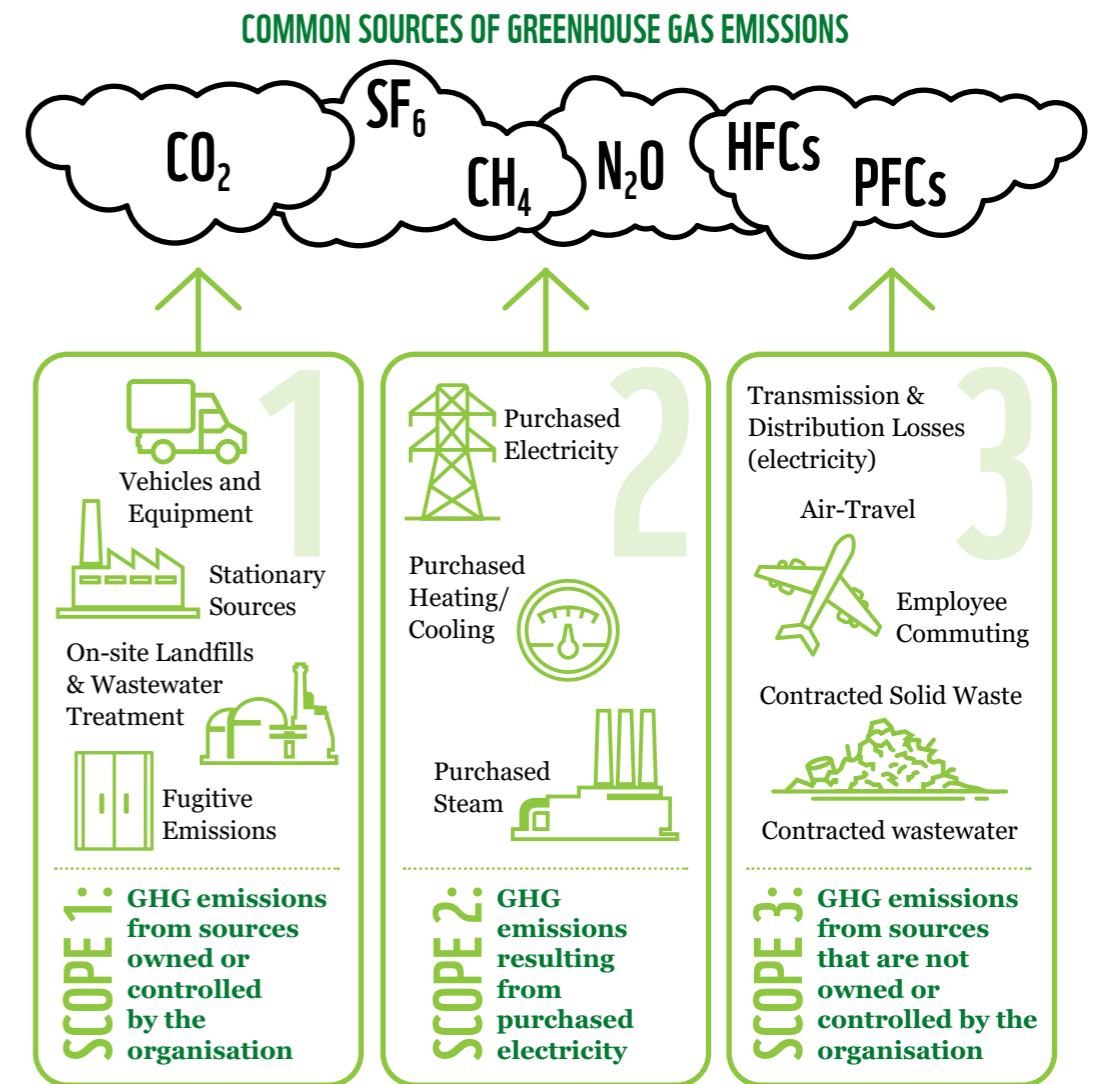 COMMON SOURCES OF GREENHOUSE GAS EMISSIONS
CO₂
SF₆
CH₄
N₂O
HFCs
PFCs
1
Vehicles and
Equipment
Stationary
Sources
On-site Landfills
& Wastewater
Treatment
Fugitive
Emissions
SCOPE 1:
GHG emissions
from sources
owned or
controlled
by the
organisation
2
Purchased
Electricity
Purchased
Heating/
Cooling
Purchased
Steam
SCOPE 2:
GHG
emissions
resulting
from
purchased
electricity
3
Transmission &
Distribution Losses
(electricity)
Air-Travel
Employee
Commuting
Contracted Solid Waste
Contracted wastewater
SCOPE 3:
GHG emissions
from sources
that are not
owned or
controlled by the
organisation